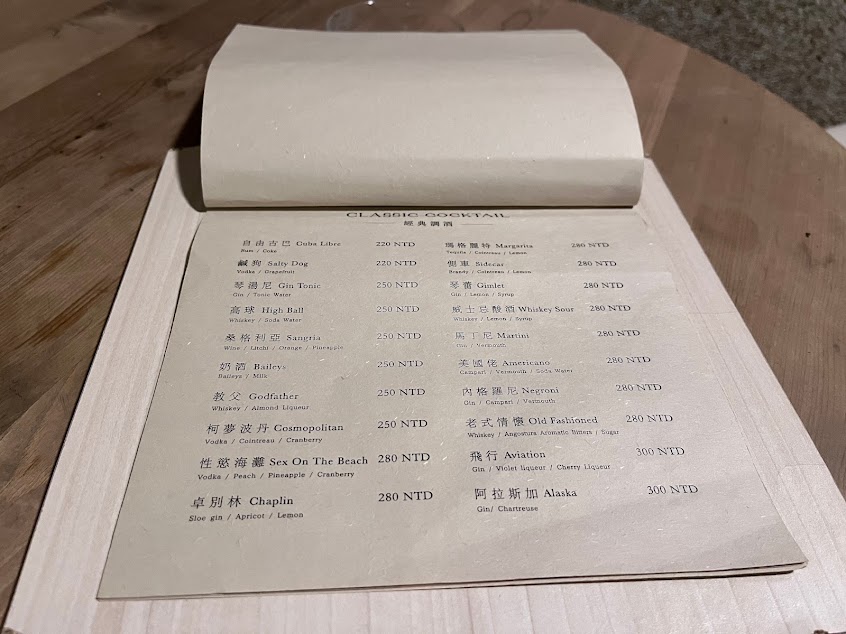 CLASSIC COCKTAIL
經典調酒
自由古巴 Cuba Libre 220 NTD
Rum / Coke
鹹狗 Salty Dog 220 NTD
Vodka / Grapefruit
琴湯尼 Gin Tonic 250 NTD
Gin / Tonic Water
高球 High Ball 250 NTD
Whiskey / Soda Water
桑格利亞 Sangria 250 NTD
Wine / Litchi / Orange / Pineapple
奶酒 Baileys 250 NTD
Baileys / Milk
教父 Godfather 250 NTD
Whiskey / Almond Liqueur
柯夢波丹 Cosmopolitan 250 NTD
Vodka / Cointreau / Cranberry
性慾海灘 Sex On The Beach 280 NTD
Vodka / Peach / Pineapple / Cranberry
卓別林 Chaplin 280 NTD
Sloe gin / Apricot / Lemon
瑪格麗特 Margarita 280 NTD
Tequila / Cointreau / Lemon
側車 Sidecar 280 NTD
Brandy / Cointreau / Lemon
琴蕾 Gimlet 280 NTD
Gin / Lemon / Syrup
威士忌酸酒 Whiskey Sour 280 NTD
Whiskey / Lemon / Syrup
馬丁尼 Martini 280 NTD
Gin / Vermouth
美國佬 Americano 280 NTD
Campari / Vermouth / Soda Water
內格羅尼 Negroni 280 NTD
Gin / Campari / Vermouth
老式情懷 Old Fashioned 280 NTD
Whiskey / Angostura Aromatic Bitters / Sugar
飛行 Aviation 300 NTD
Gin / Violet liqueur / Cherry Liqueur
阿拉斯加 Alaska 300 NTD
Gin/ Chartreuse